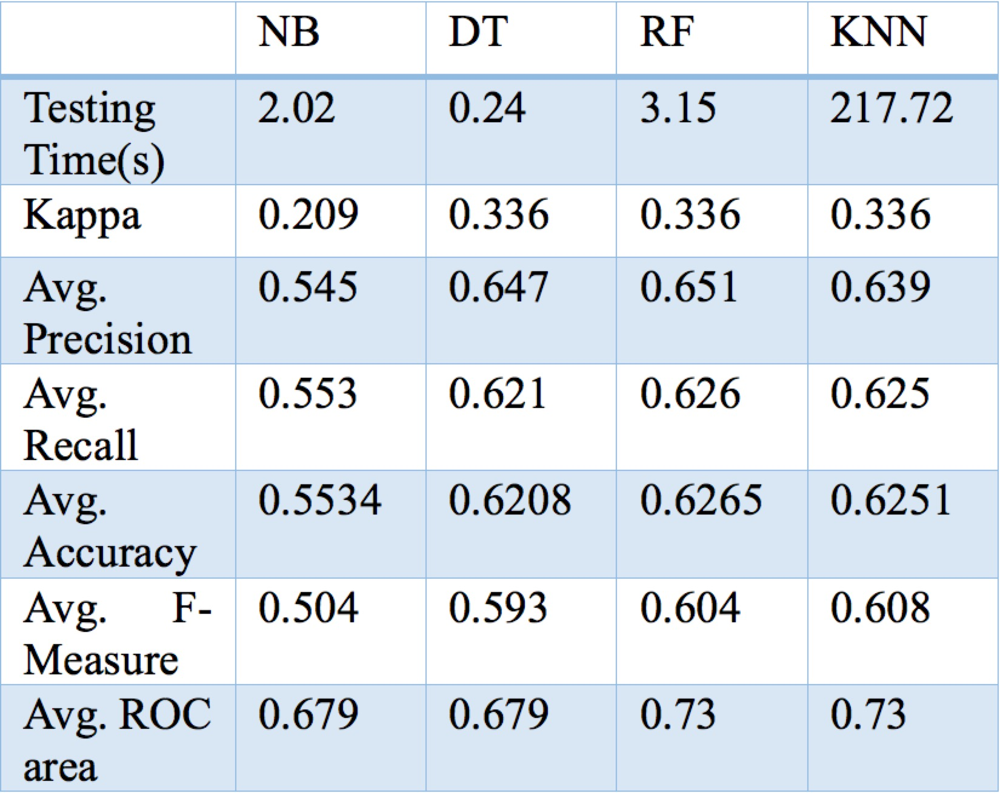 NB DT RF KNN
Testing 2.02 0.24 3.15 217.72
Time(s)
Kappa 0.209 0.336 0.336 0.336
Avg. 0.545 0.647 0.651 0.639
Precision
Avg. 0.553 0.621 0.626 0.625
Recall
Avg. 0.5534 0.6208 0.6265 0.6251
Accuracy
Avg. F- 0.504 0.593 0.604 0.608
Measure
Avg. ROC 0.679 0.679 0.73 0.73
area